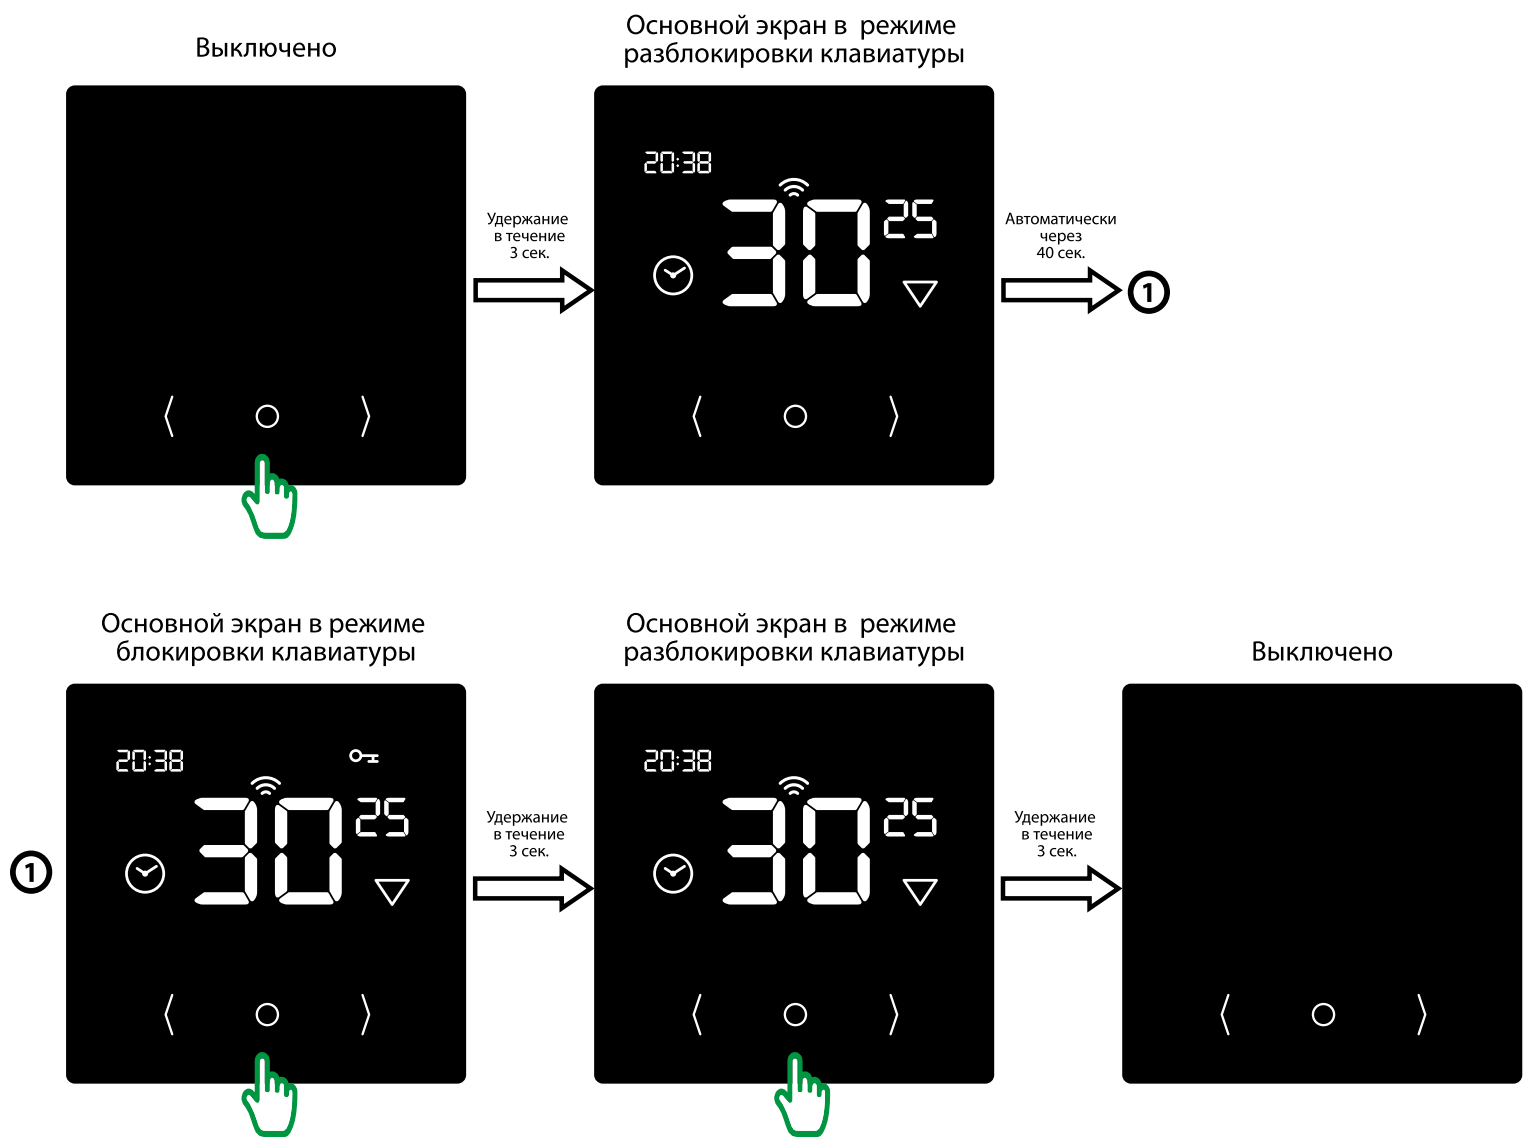 Выключено
Основной экран в режиме
разблокировки клавиатуры
20:38
30
25
Удержание
в течение
3 сек.
Автоматически
через
40 сек.
1
Основной экран в режиме
блокировки клавиатуры
Основной экран в режиме
разблокировки клавиатуры
Выключено
1
20:38
30
25
Удержание
в течение
3 сек.
20:38
30
25
Удержание
в течение
3 сек.